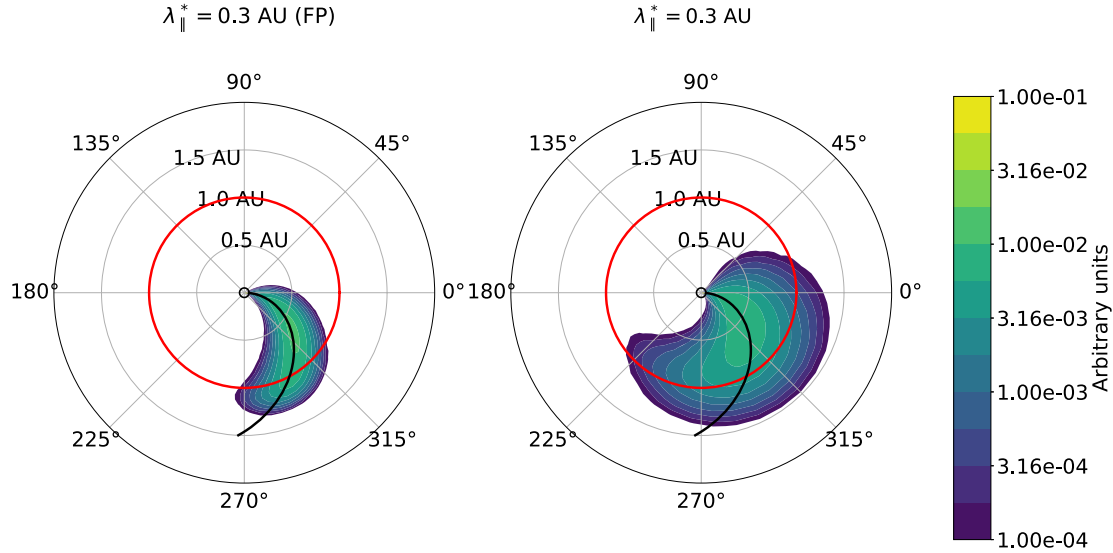 λ∥* = 0.3 AU (FP)
λ∥* = 0.3 AU
90°
135°
45°
1.5 AU
1.0 AU
0.5 AU
180°
0°
225°
315°
270°
90°
135°
45°
1.5 AU
1.0 AU
0.5 AU
180°
0°
225°
315°
270°
1.00e-01
3.16e-02
1.00e-02
3.16e-03
1.00e-03
3.16e-04
1.00e-04
Arbitrary units